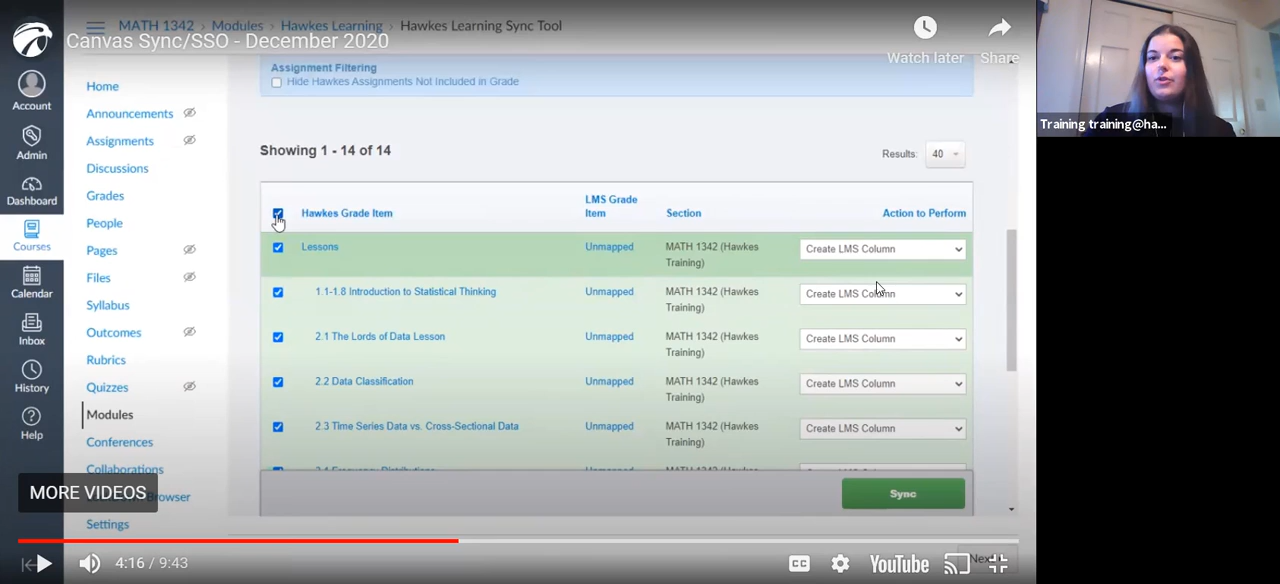 MATH 1342 › Modules › Hawkes Learning › Hawkes Learning Sync Tool
Canvas Sync/SSO - December 2020
Watch later
Share
Account
Admin
Dashboard
Courses
Calendar
Inbox
History
Help
Home
Announcements
Assignments
Discussions
Grades
People
Pages
Files
Syllabus
Outcomes
Rubrics
Quizzes
Modules
Conferences
Collaborations
Browser
Settings
Assignment Filtering
Hide Hawkes Assignments Not Included in Grade
Showing 1 - 14 of 14
Results: 40
Hawkes Grade Item
LMS Grade
Item
Section
Action to Perform
Lessons
Unmapped
MATH 1342 (Hawkes
Training)
Create LMS Column
1.1-1.8 Introduction to Statistical Thinking
Unmapped
MATH 1342 (Hawkes
Training)
Create LMS Column
2.1 The Lords of Data Lesson
Unmapped
MATH 1342 (Hawkes
Training)
Create LMS Column
2.2 Data Classification
Unmapped
MATH 1342 (Hawkes
Training)
Create LMS Column
2.3 Time Series Data vs. Cross-Sectional Data
Unmapped
MATH 1342 (Hawkes
Training)
Create LMS Column
Sync
MORE VIDEOS
4:16 / 9:43
CC
YouTube
Training training@ha...